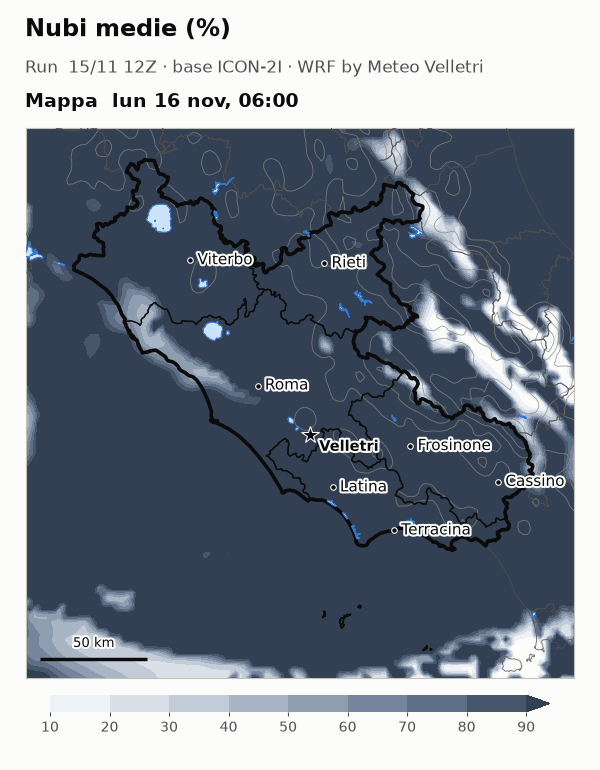 Nubi medie (%)
Run  15/11 12Z · base ICON-2I · WRF by Meteo Velletri
Mappa  lun 16 nov, 06:00
Viterbo
Rieti
Roma
Velletri
Frosinone
Cassino
Latina
Terracina
50 km
10 20 30 40 50 60 70 80 90